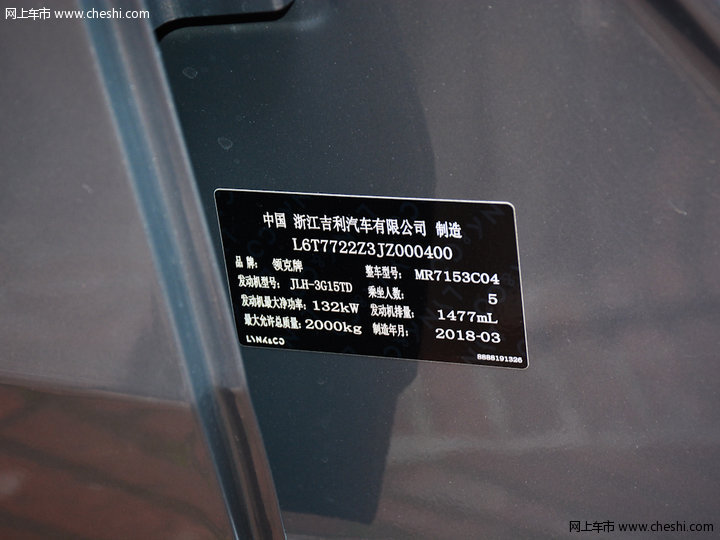 网上车市 www.cheshi.com
中国 浙江吉利汽车有限公司 制造
L6T7722Z3JZ000400
品 牌: 领克牌 整车型号: MR7153C04
发动机型号: JLH-3G15TD 乘坐人数: 5
发动机最大净功率: 132kW 发动机排量: 1477mL
最大允许总质量: 2000kg 制造年月: 2018-03
LYNK&CO 8888191326
网上车市 www.cheshi.com